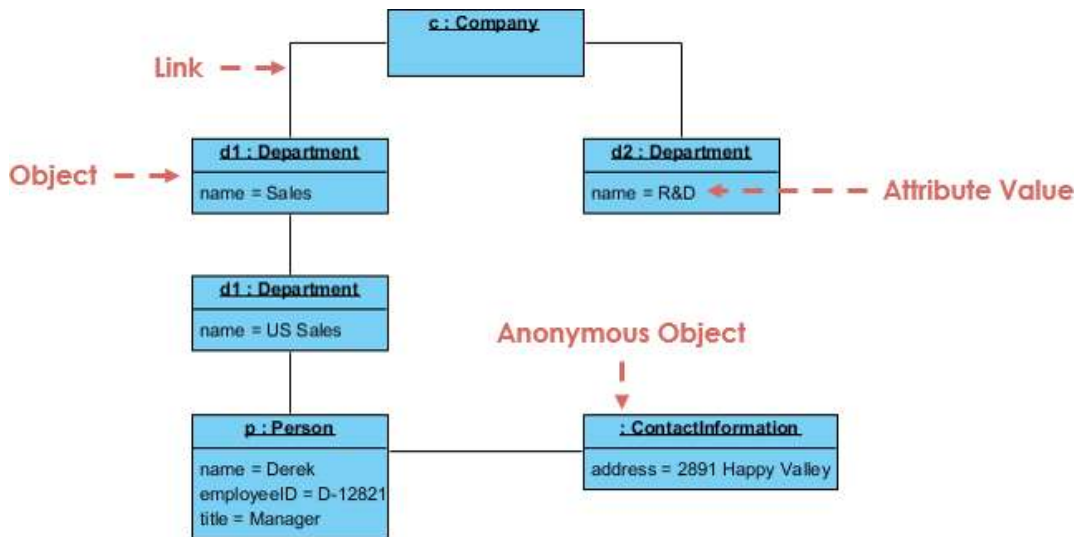 c : Company
Link
d1 : Department
name = Sales
d2 : Department
name = R&D
Object
Attribute Value
d1 : Department
name = US Sales
Anonymous Object
p : Person
name = Derek
employeeID = D-12821
title = Manager
: ContactInformation
address = 2891 Happy Valley